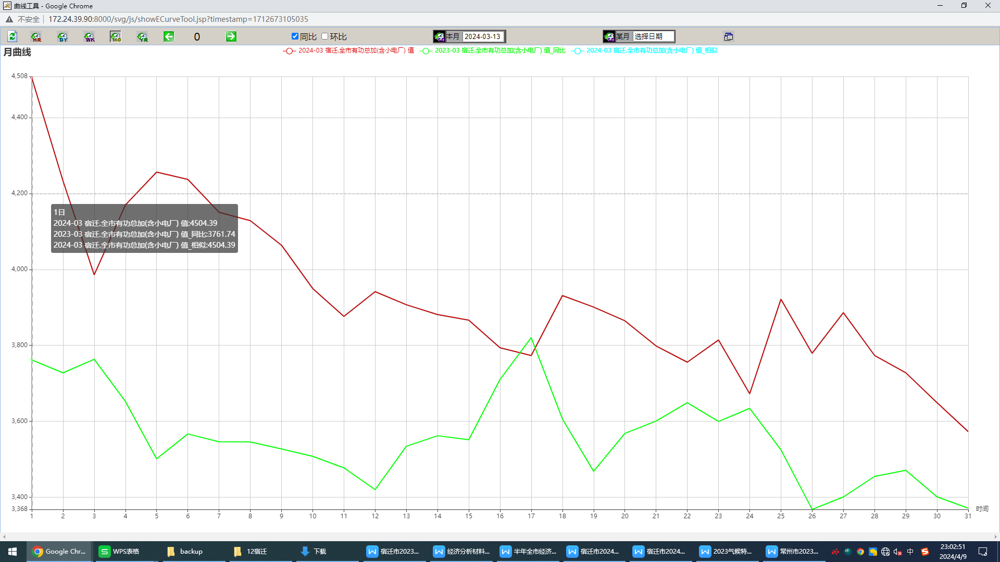 曲线工具 - Google Chrome
不安全 172.24.39.90:8000/svg/js/showECurveTool.jsp?timestamp=1712673105035
HR DY WK MO YR 0 同比 环比 本月 2024-03-13 某月 选择日期
月曲线
2024-03 宿迁.全市有功总加(含小电厂) 值 2023-03 宿迁.全市有功总加(含小电厂) 值_同比 2024-03 宿迁.全市有功总加(含小电厂) 值_相似
4,508
4,400
4,200
1日
2024-03 宿迁.全市有功总加(含小电厂) 值:4504.39
2023-03 宿迁.全市有功总加(含小电厂) 值_同比:3761.74
2024-03 宿迁.全市有功总加(含小电厂) 值_相似:4504.39
4,000
3,800
3,600
3,400
3,368
时间
1 2 3 4 5 6 7 8 9 10 11 12 13 14 15 16 17 18 19 20 21 22 23 24 25 26 27 28 29 30 31
Google Chr... WPS表格 backup 12宿迁 下载 宿迁市2023... 经济分析材料... 半年全市经济... 宿迁市2024... 宿迁市2024... 2023气候特... 常州市2023... 中
23:02:51
2024/4/9